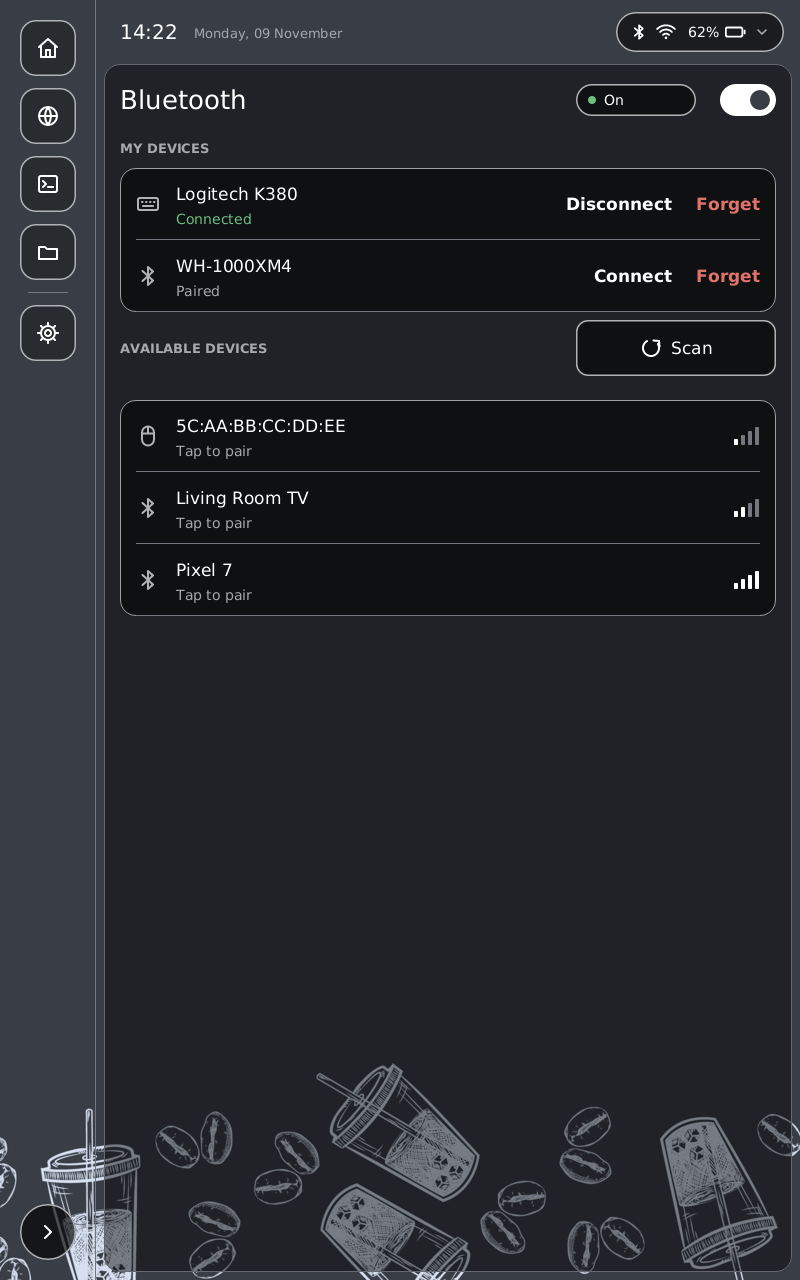 14:22 Monday, 09 November 62%
Bluetooth On
MY DEVICES
Logitech K380
Connected
Disconnect Forget
WH-1000XM4
Paired
Connect Forget
AVAILABLE DEVICES Scan
5C:AA:BB:CC:DD:EE
Tap to pair
Living Room TV
Tap to pair
Pixel 7
Tap to pair